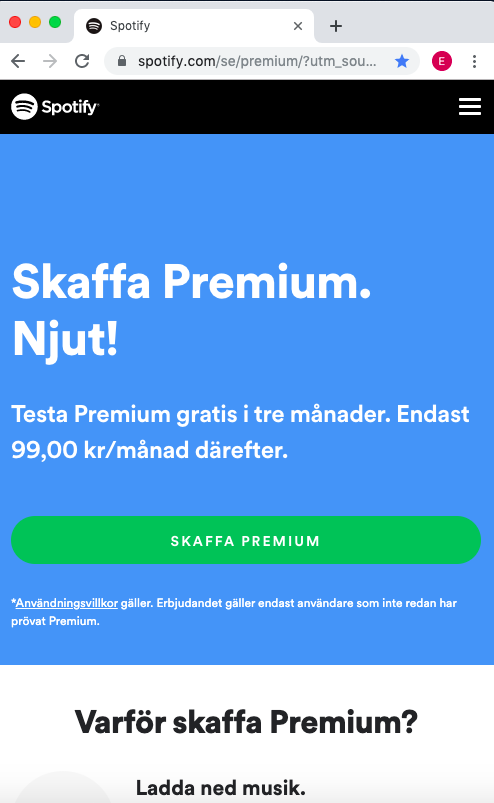 Spotify
spotify.com/se/premium/?utm_sou...
E
Spotify
Skaffa Premium.
Njut!
Testa Premium gratis i tre månader. Endast
99,00 kr/månad därefter.
SKAFFA PREMIUM
*Användningsvillkor gäller. Erbjudandet gäller endast användare som inte redan har
prövat Premium.
Varför skaffa Premium?
Ladda ned musik.